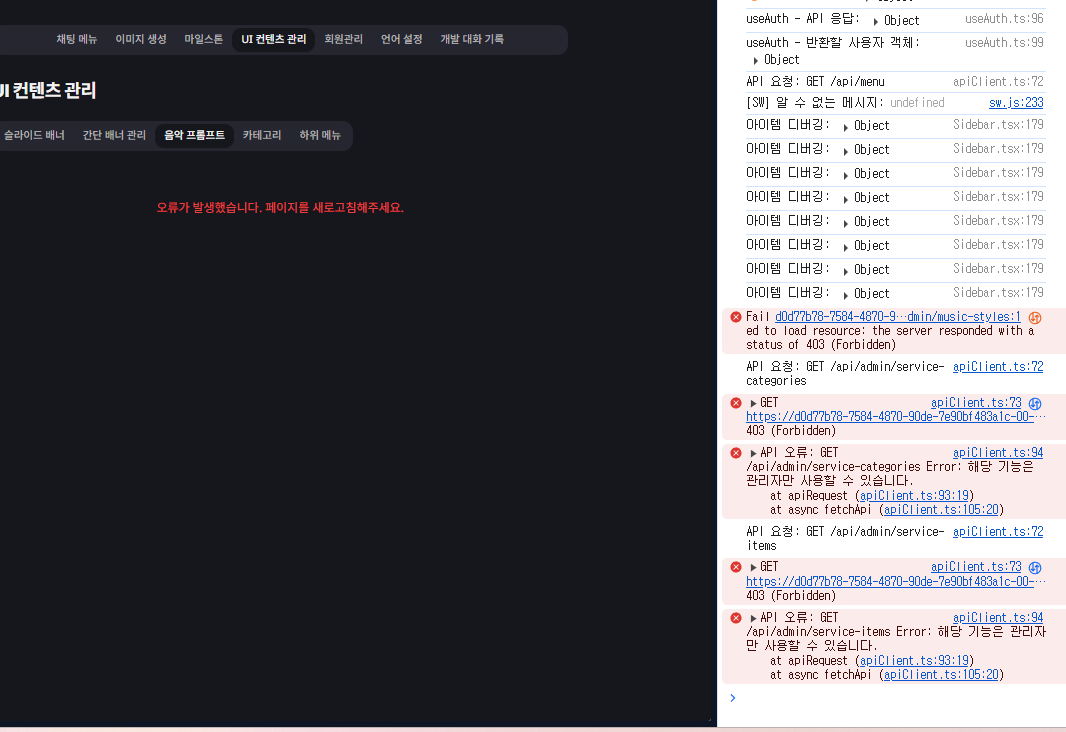 채팅 메뉴 이미지 생성 마일스톤 UI 컨텐츠 관리 회원관리 언어 설정 개발 대화 기록
UI 컨텐츠 관리
슬라이드 배너 간단 배너 관리 음악 프롬프트 카테고리 하위 메뉴
오류가 발생했습니다. 페이지를 새로고침해주세요.
useAuth - API 응답: ▶ Object useAuth.ts:96
useAuth - 반환할 사용자 객체: useAuth.ts:99
▶ Object
API 요청: GET /api/menu apiClient.ts:72
[SW] 알 수 없는 메시지: undefined sw.js:233
아이템 디버깅: ▶ Object Sidebar.tsx:179
아이템 디버깅: ▶ Object Sidebar.tsx:179
아이템 디버깅: ▶ Object Sidebar.tsx:179
아이템 디버깅: ▶ Object Sidebar.tsx:179
아이템 디버깅: ▶ Object Sidebar.tsx:179
아이템 디버깅: ▶ Object Sidebar.tsx:179
아이템 디버깅: ▶ Object Sidebar.tsx:179
아이템 디버깅: ▶ Object Sidebar.tsx:179
Fail d0d77b78-7584-4870-9…dmin/music-styles:1
ed to load resource: the server responded with a
status of 403 (Forbidden)
API 요청: GET /api/admin/service- apiClient.ts:72
categories
▶ GET apiClient.ts:73
https://d0d77b78-7584-4870-90de-7e90bf483a1c-00-…
403 (Forbidden)
▶ API 오류: GET apiClient.ts:94
/api/admin/service-categories Error: 해당 기능은
관리자만 사용할 수 있습니다.
at apiRequest (apiClient.ts:93:19)
at async fetchApi (apiClient.ts:105:20)
API 요청: GET /api/admin/service- apiClient.ts:72
items
▶ GET apiClient.ts:73
https://d0d77b78-7584-4870-90de-7e90bf483a1c-00-…
403 (Forbidden)
▶ API 오류: GET apiClient.ts:94
/api/admin/service-items Error: 해당 기능은 관리자
만 사용할 수 있습니다.
at apiRequest (apiClient.ts:93:19)
at async fetchApi (apiClient.ts:105:20)